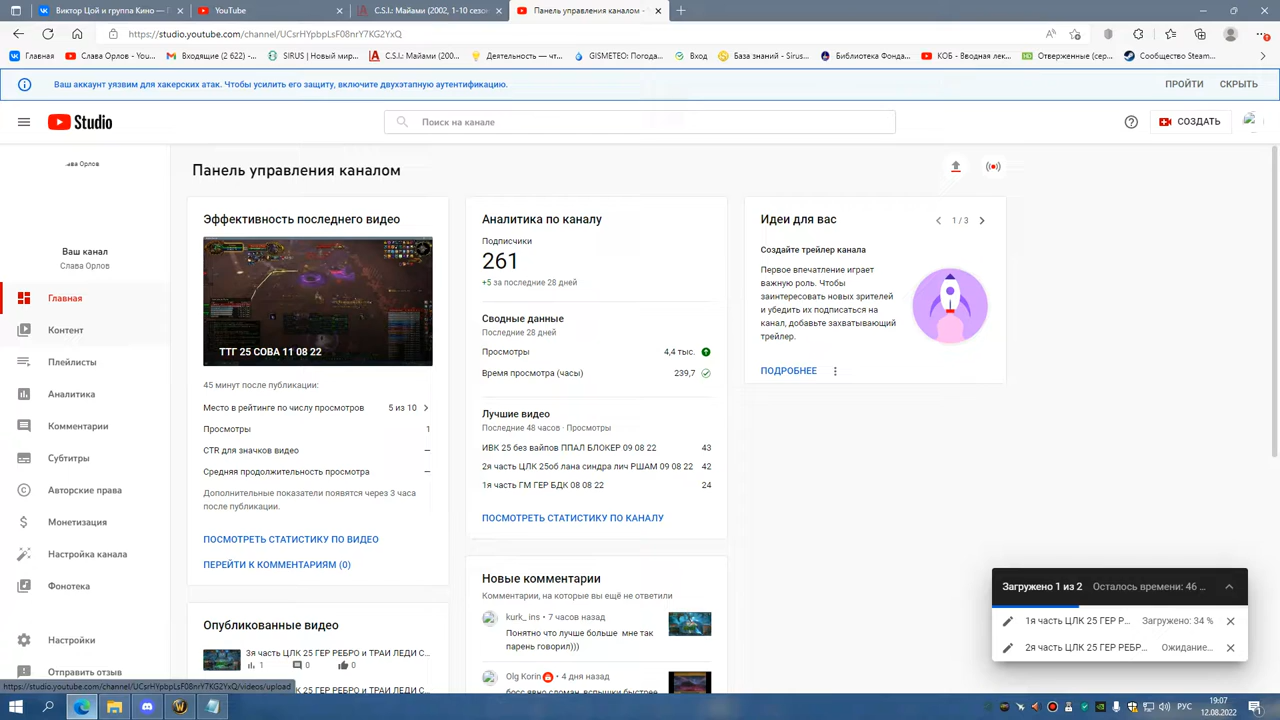 Виктор Цой и группа Кино —
YouTube
C.S.I.: Майами (2002, 1-10 сезо
Панель управления каналом -
https://studio.youtube.com/channel/UCsrHYpbpLsF08nrY7KG2YxQ
Главная
Слава Орлов - You...
Входящие (2 622) -...
SIRUS | Новый мир...
C.S.I.: Майами (200...
Деятельность — чт...
GISMETEO: Погода...
Вход
База знаний - Sirus...
Библиотека Фонда...
КОБ - Вводная лек...
Отверженные (сер...
Сообщество Steam...
Ваш аккаунт уязвим для хакерских атак. Чтобы усилить его защиту, включите двухэтапную аутентификацию.
ПРОЙТИ
СКРЫТЬ
Studio
Поиск на канале
СОЗДАТЬ
ава Орлов
Ваш канал
Слава Орлов
Главная
Контент
Плейлисты
Аналитика
Комментарии
Субтитры
Авторские права
Монетизация
Настройка канала
Фонотека
Настройки
Отправить отзыв
Панель управления каналом
Эффективность последнего видео
ТТГ 25 СОВА 11 08 22
45 минут после публикации:
Место в рейтинге по числу просмотров 5 из 10
Просмотры 1
CTR для значков видео –
Средняя продолжительность просмотра –
Дополнительные показатели появятся через 3 часа
после публикации.
ПОСМОТРЕТЬ СТАТИСТИКУ ПО ВИДЕО
ПЕРЕЙТИ К КОММЕНТАРИЯМ (0)
Опубликованные видео
3я часть ЦЛК 25 ГЕР РЕБРО и ТРАИ ЛЕДИ С...
1 0 0
Аналитика по каналу
Подписчики
261
+5 за последние 28 дней
Сводные данные
Последние 28 дней
Просмотры 4,4 тыс.
Время просмотра (часы) 239,7
Лучшие видео
Последние 48 часов · Просмотры
ИВК 25 без вайпов ППАЛ БЛОКЕР 09 08 22 43
2я часть ЦЛК 25об лана синдра лич РШАМ 09 08 22 42
1я часть ГМ ГЕР БДК 08 08 22 24
ПОСМОТРЕТЬ СТАТИСТИКУ ПО КАНАЛУ
Новые комментарии
Комментарии, на которые вы ещё не ответили
kurk_ ins • 7 часов назад
Понятно что лучше больше мне так
парень говорил)))
Olg Korin • 4 дня назад
босс явно сломан, вспышки быстрее
Идеи для вас
1 / 3
Создайте трейлер канала
Первое впечатление играет
важную роль. Чтобы
заинтересовать новых зрителей
и убедить их подписаться на
канал, добавьте захватывающий
трейлер.
ПОДРОБНЕЕ
Загружено 1 из 2 Осталось времени: 46 ...
1я часть ЦЛК 25 ГЕР Р... Загружено: 34 %
2я часть ЦЛК 25 ГЕР РЕБР... Ожидание...
https://studio.youtube.com/channel/UCsrHYpbpLsF08nrY7KG2YxQ/videos/upload
19:07
12.08.2022